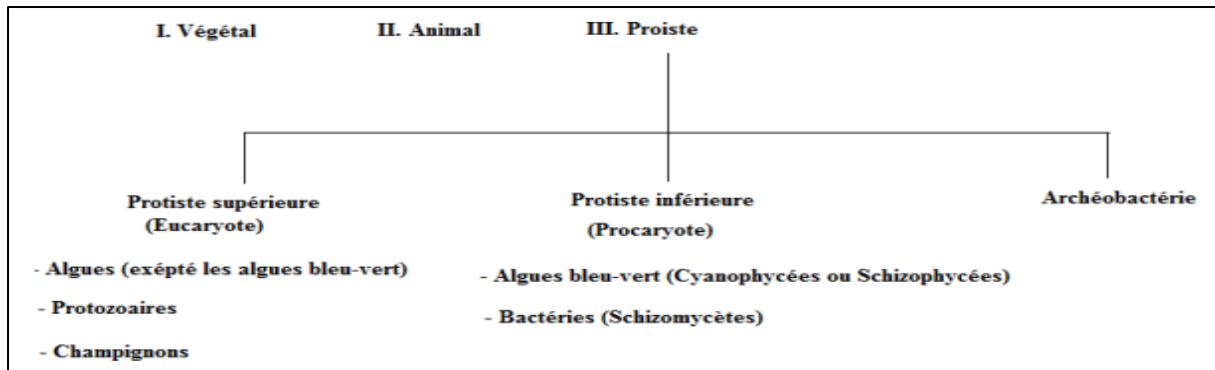 I. Végétal II. Animal III. Proiste
Protiste supérieure
(Eucaryote)
- Algues (exépté les algues bleu-vert)
- Protozoaires
- Champignons
Protiste inférieure
(Procaryote)
- Algues bleu-vert (Cyanophycées ou Schizophycées)
- Bactéries (Schizomycètes)
Archéobactérie